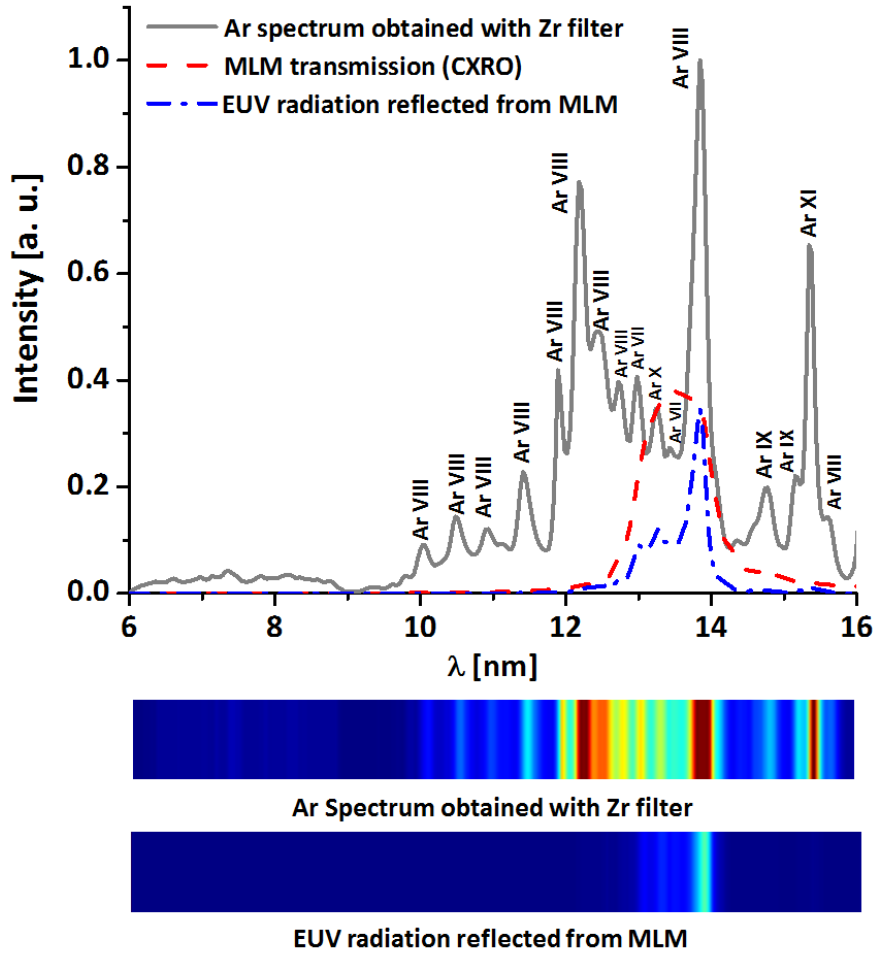 Ar spectrum obtained with Zr filter
MLM transmission (CXRO)
EUV radiation reflected from MLM
Intensity [a. u.]
1.0
0.8
0.6
0.4
0.2
0.0
Ar VIII
Ar VIII
Ar VIII
Ar VIII
Ar VIII
Ar VIII
Ar VIII
Ar VIII
Ar VII
Ar X
Ar VII
Ar VIII
Ar IX
Ar IX
Ar XI
Ar VIII
6 8 10 12 14 16
λ [nm]
Ar Spectrum obtained with Zr filter
EUV radiation reflected from MLM